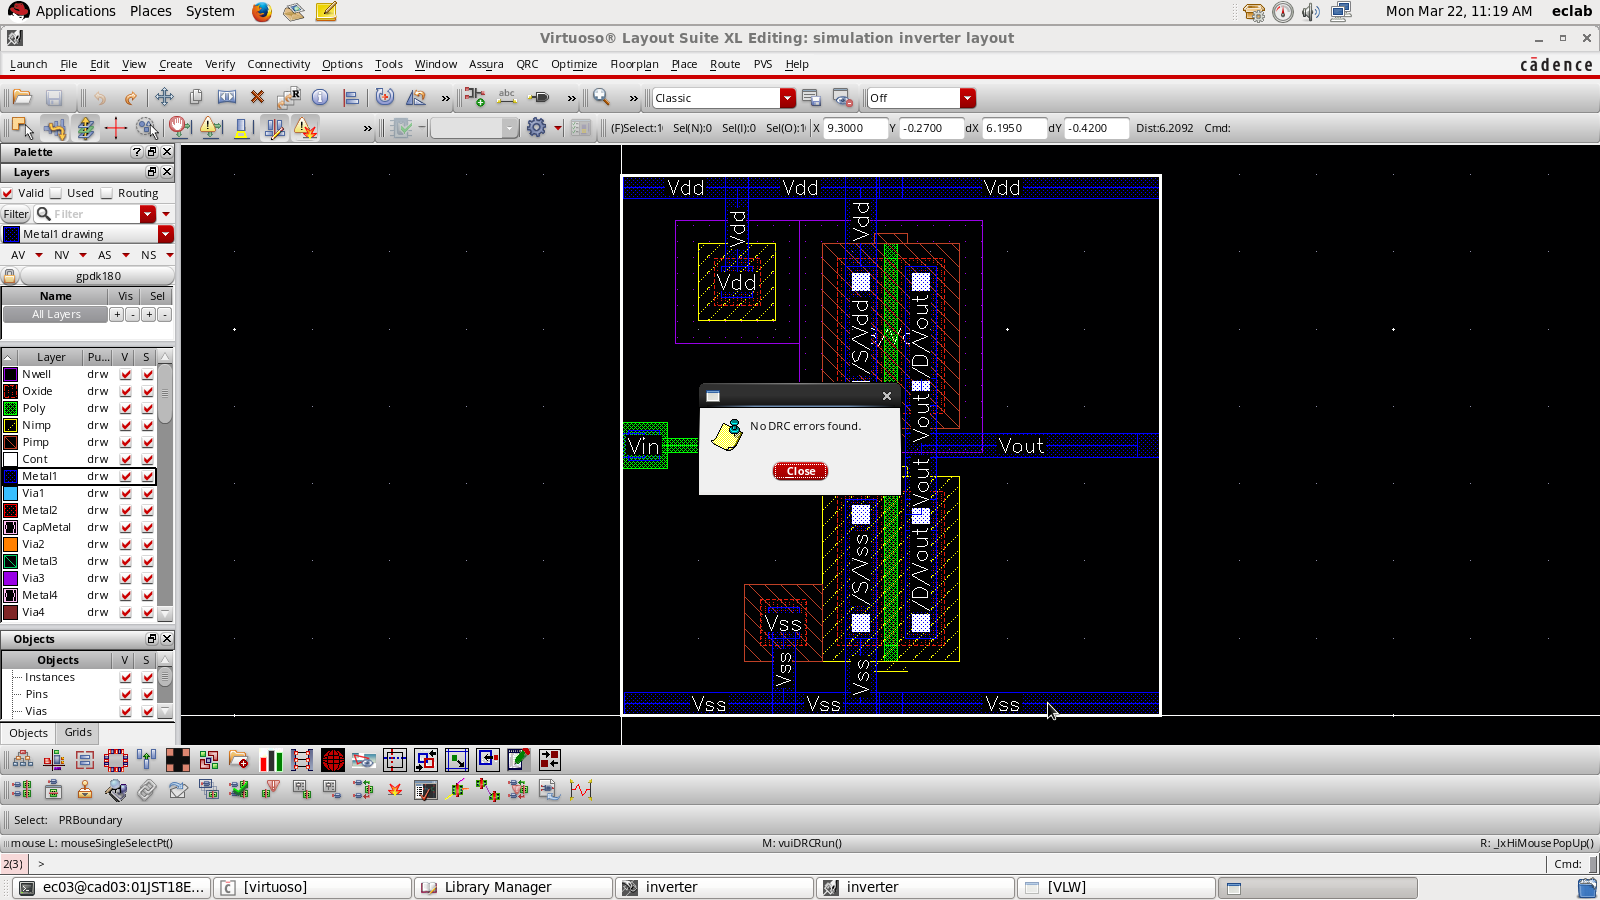 Applications Places System
Mon Mar 22, 11:19 AM eclab
Virtuoso® Layout Suite XL Editing: simulation inverter layout
Launch File Edit View Create Verify Connectivity Options Tools Window Assura QRC Optimize Floorplan Place Route PVS Help
cādence
abc
» » »
Classic
Off
» (F)Select:1 Sel(N):0 Sel(I):0 Sel(O):1 X 9.3000 Y -0.2700 dX 6.1950 dY -0.4200 Dist:6.2092 Cmd:
Palette ?
Layers
Valid Used Routing
Filter Filter
Metal1 drawing
AV NV AS NS
gpdk180
Name Vis Sel
All Layers + - + -
Layer Pu... V S
Nwell drw
Oxide drw
Poly drw
Nimp drw
Pimp drw
Cont drw
Metal1 drw
Via1 drw
Metal2 drw
CapMetal drw
Via2 drw
Metal3 drw
Via3 drw
Metal4 drw
Via4 drw
Objects
Objects V S
Instances
Pins
Vias
Objects Grids
Vdd Vdd Vdd
Vdd
Vdd
Vdd
/S/Vdd
/D/Vout
Vout
Vin
Vout
No DRC errors found.
Close
Vout
/S/Vss
/D/Vout
Vss
Vss
Vss
Vss Vss Vss
Select: PRBoundary
mouse L: mouseSingleSelectPt()
M: vuiDRCRun()
R: _lxHiMousePopUp()
2(3) >
Cmd:
ec03@cad03:01JST18E...
[virtuoso]
Library Manager
inverter
inverter
[VLW]